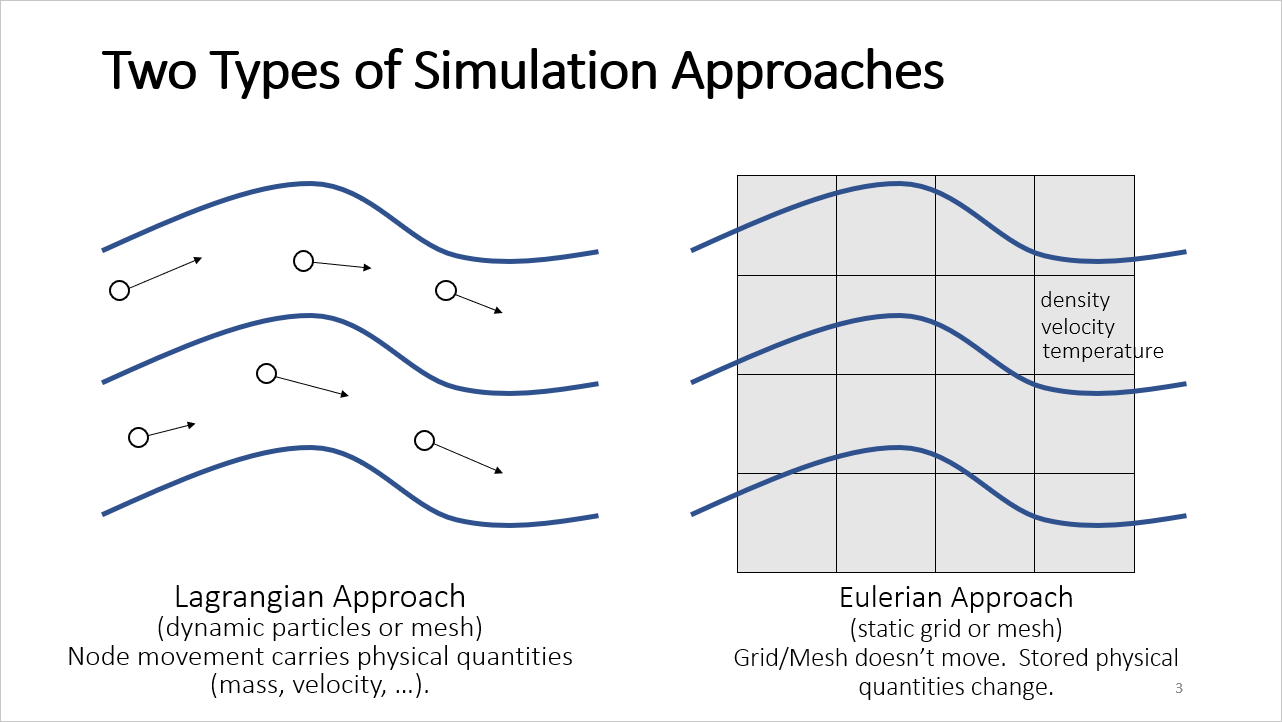 Two Types of Simulation Approaches
density
velocity
temperature
Lagrangian Approach
(dynamic particles or mesh)
Node movement carries physical quantities
(mass, velocity, …).
Eulerian Approach
(static grid or mesh)
Grid/Mesh doesn’t move.  Stored physical
quantities change.
3